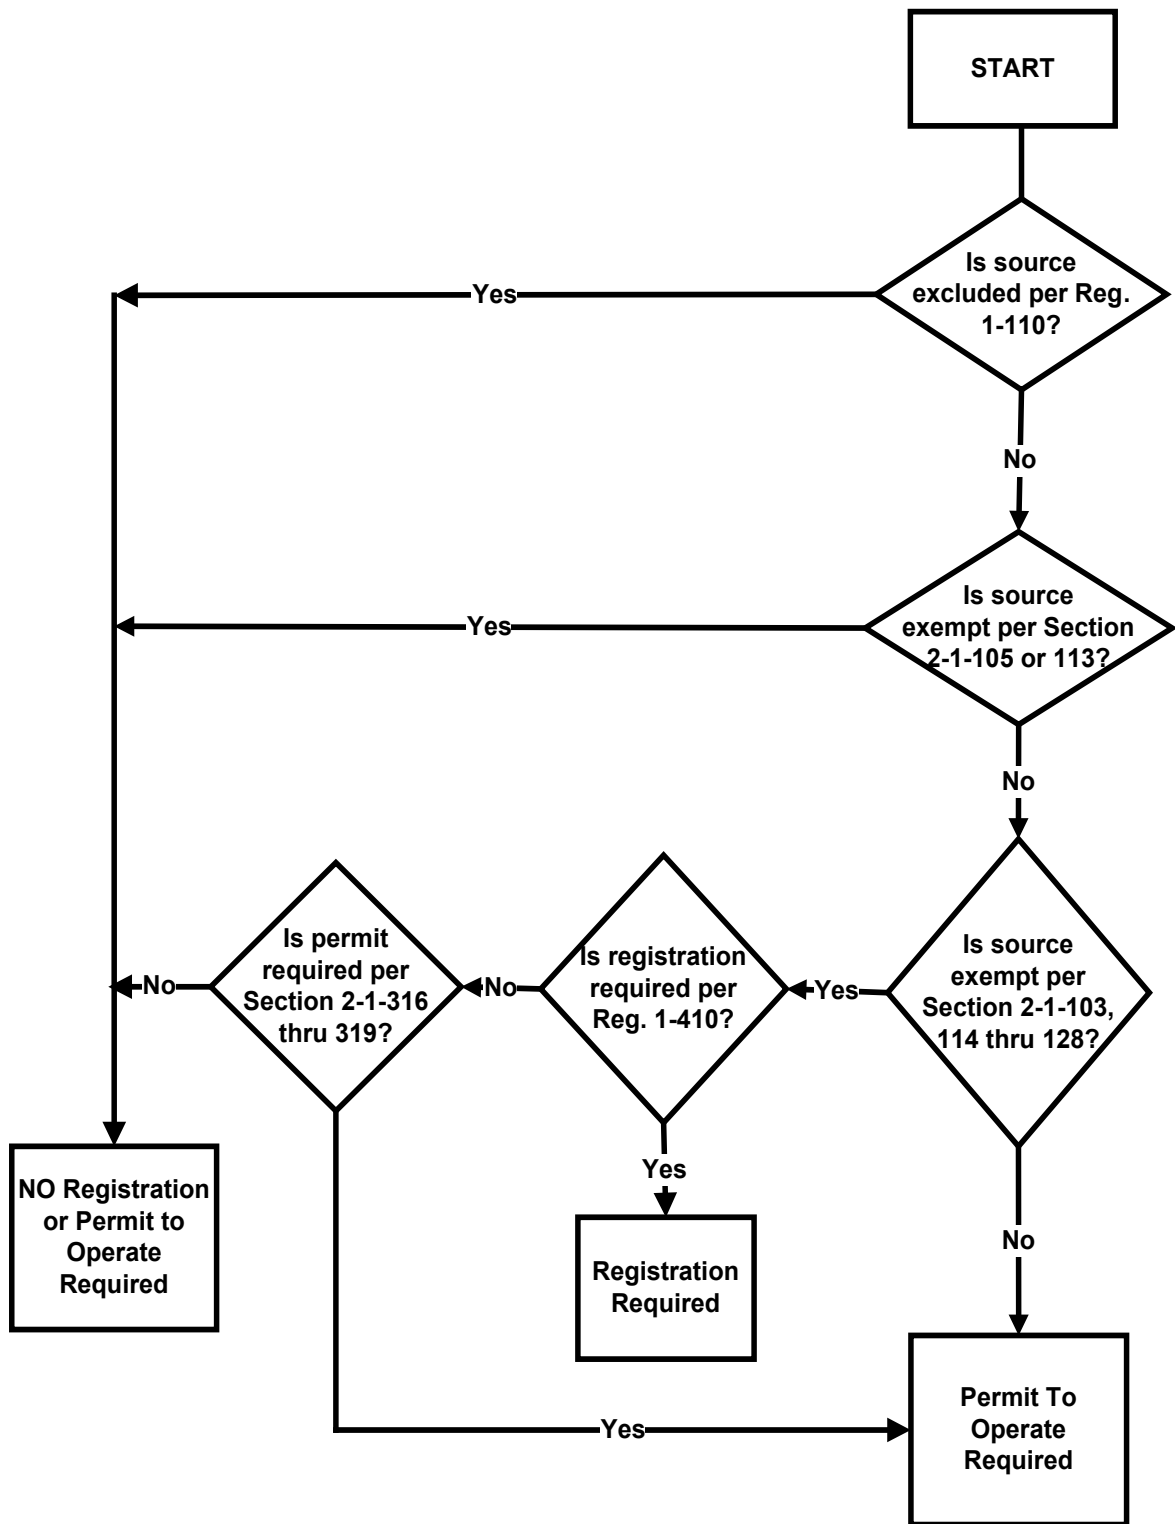 START
Is source
excluded per Reg.
1-110?
Yes
No
Is source
exempt per Section
2-1-105 or 113?
Yes
No
Is source
exempt per
Section 2-1-103,
114 thru 128?
Yes
Is registration
required per
Reg. 1-410?
No
Is permit
required per
Section 2-1-316
thru 319?
No
Yes
No
NO Registration
or Permit to
Operate
Required
Registration
Required
Yes
Permit To
Operate
Required